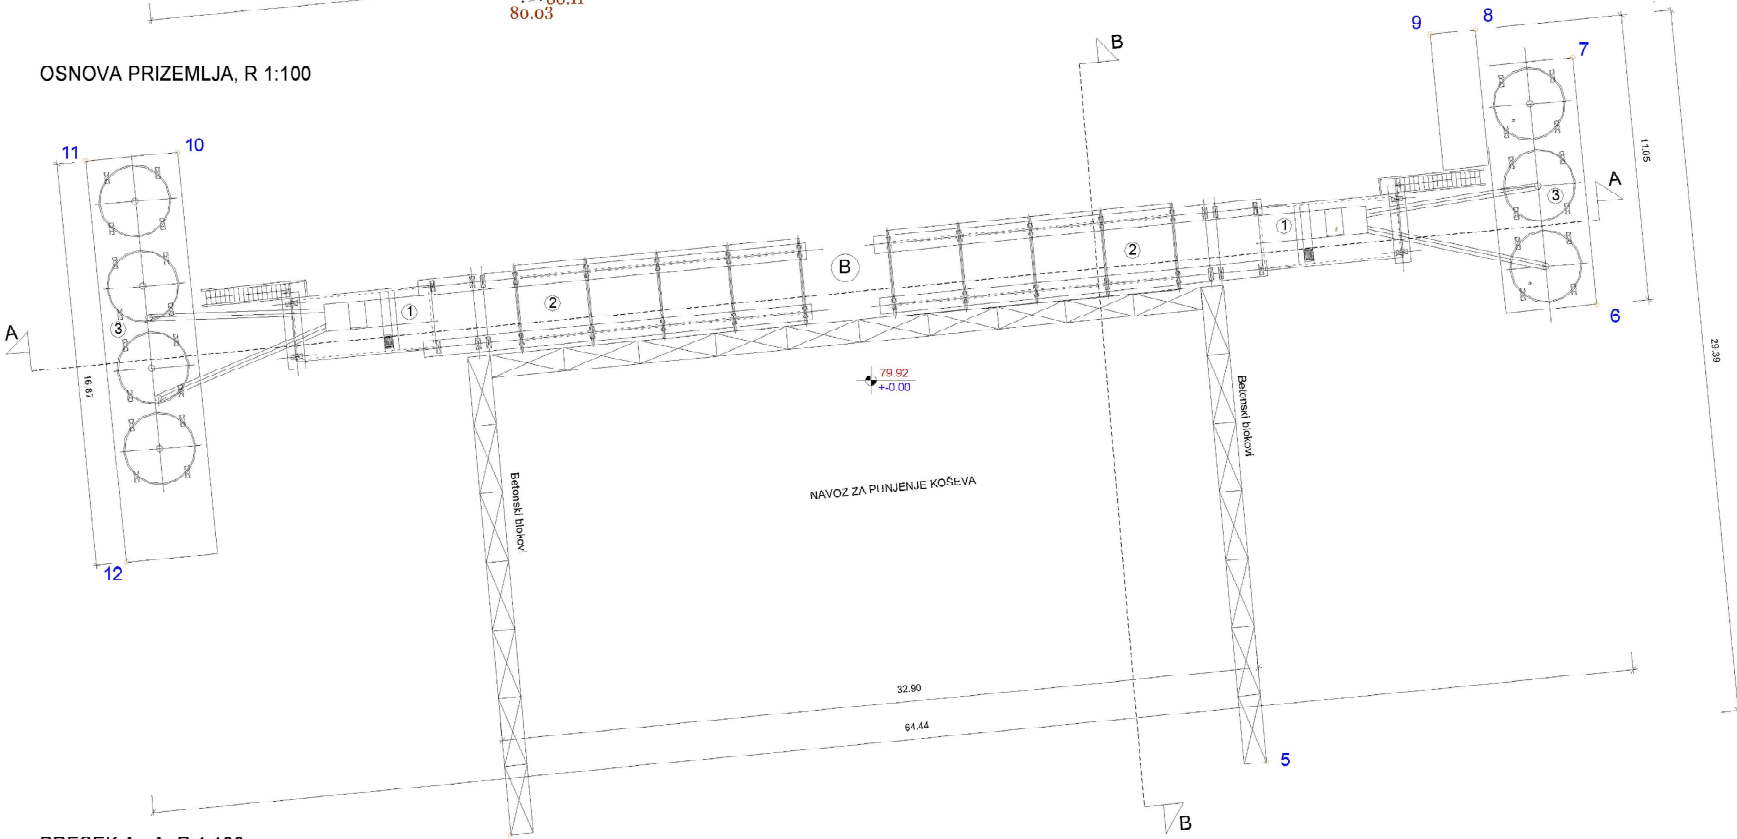 80.03
OSNOVA PRIZEMLJA, R 1:100
B
9
8
7
11
10
11.05
A
3
1
2
B
2
1
3
A
6
29.39
16.87
79.92
+-0.00
Betonski blokovi
Betonski blokovi
NAVOZ ZA PUNJENJE KOŠEVA
12
32.90
64.44
5
B